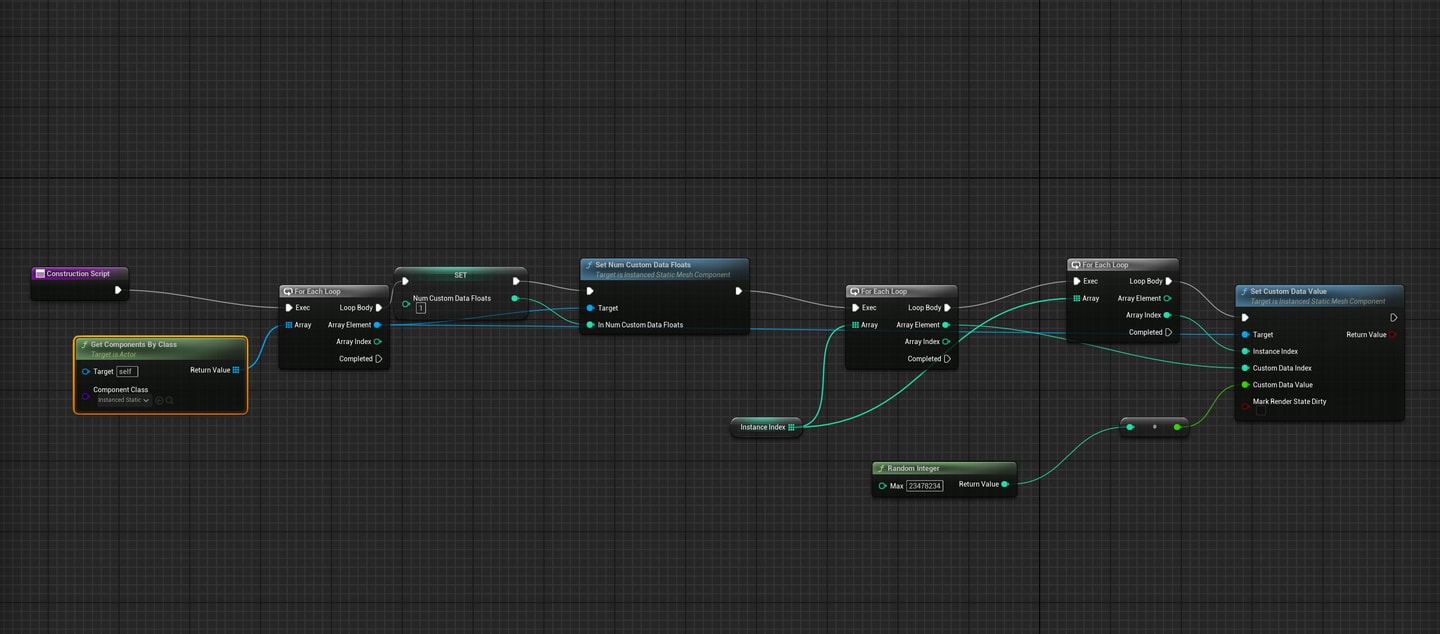 Construction Script
Get Components By Class
Target is Actor
Target self
Return Value
Component Class
Instanced Static
For Each Loop
Exec
Loop Body
Array
Array Element
Array Index
Completed
SET
Num Custom Data Floats
1
Set Num Custom Data Floats
Target is Instanced Static Mesh Component
Target
In Num Custom Data Floats
For Each Loop
Exec
Loop Body
Array
Array Element
Array Index
Completed
Instance Index
Random Integer
Max 23478234
Return Value
For Each Loop
Exec
Loop Body
Array
Array Element
Array Index
Completed
Set Custom Data Value
Target is Instanced Static Mesh Component
Target
Return Value
Instance Index
Custom Data Index
Custom Data Value
Mark Render State Dirty